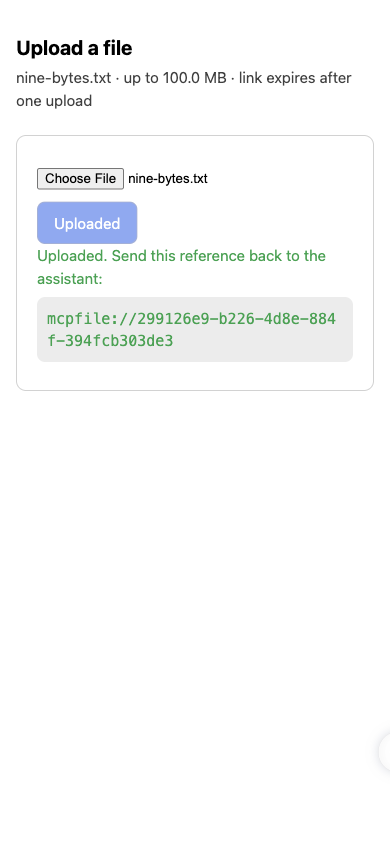 Upload a file
nine-bytes.txt · up to 100.0 MB · link expires after
one upload
Choose File nine-bytes.txt
Uploaded
Uploaded. Send this reference back to the
assistant:
mcpfile://299126e9-b226-4d8e-884
f-394fcb303de3